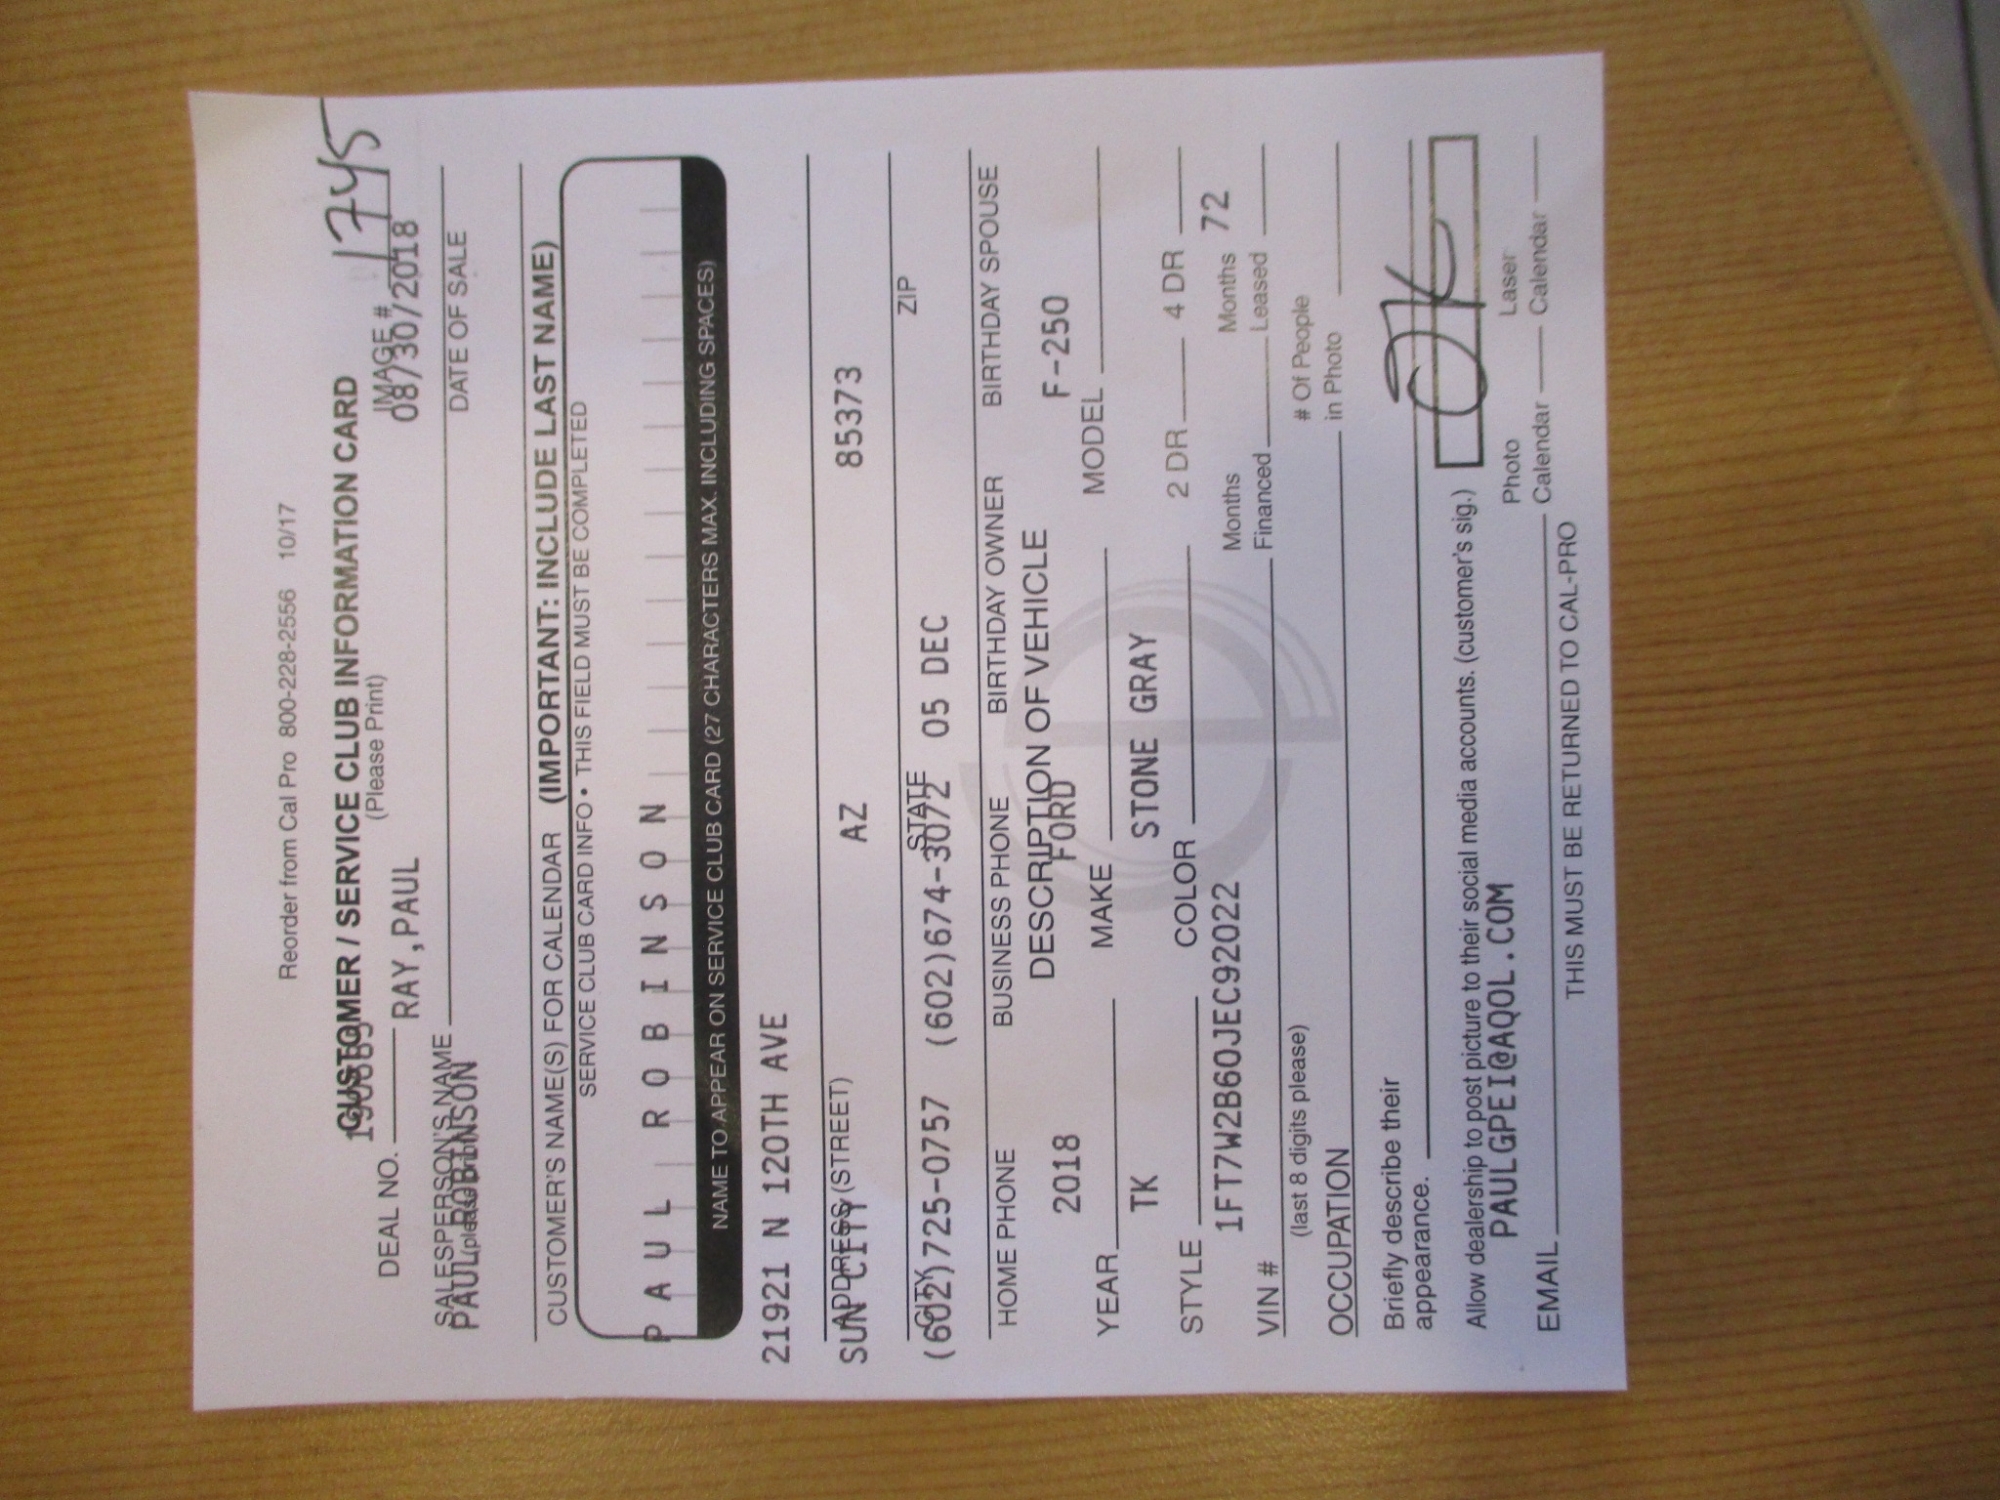 Reorder from Cal Pro 800-228-2556 10/17
CUSTOMER / SERVICE CLUB INFORMATION CARD
(Please Print)
IMAGE # 1745
DEAL NO. RAY,PAUL 08/30/2018
SALESPERSON'S NAME DATE OF SALE
PAUL ROBINSON
CUSTOMER'S NAME(S) FOR CALENDAR (IMPORTANT: INCLUDE LAST NAME)
SERVICE CLUB CARD INFO • THIS FIELD MUST BE COMPLETED
P A U L R O B I N S O N
NAME TO APPEAR ON SERVICE CLUB CARD (27 CHARACTERS MAX. INCLUDING SPACES)
21921 N 120TH AVE
ADDRESS (STREET)
SUN CITY AZ 85373
CITY STATE ZIP
(602)725-0757 (602)674-3072 05 DEC
HOME PHONE BUSINESS PHONE BIRTHDAY OWNER BIRTHDAY SPOUSE
DESCRIPTION OF VEHICLE
2018 FORD F-250
YEAR MAKE MODEL
TK STONE GRAY
STYLE COLOR 2 DR. 4 DR
1FT7W2B60JEC92022 72
VIN # Months Financed Months Leased
(last 8 digits please)
OCCUPATION # Of People in Photo
Briefly describe their
appearance.
Allow dealership to post picture to their social media accounts. (customer's sig.)
PAULGPEI@AQOL.COM
EMAIL Photo Calendar Laser Calendar
THIS MUST BE RETURNED TO CAL-PRO